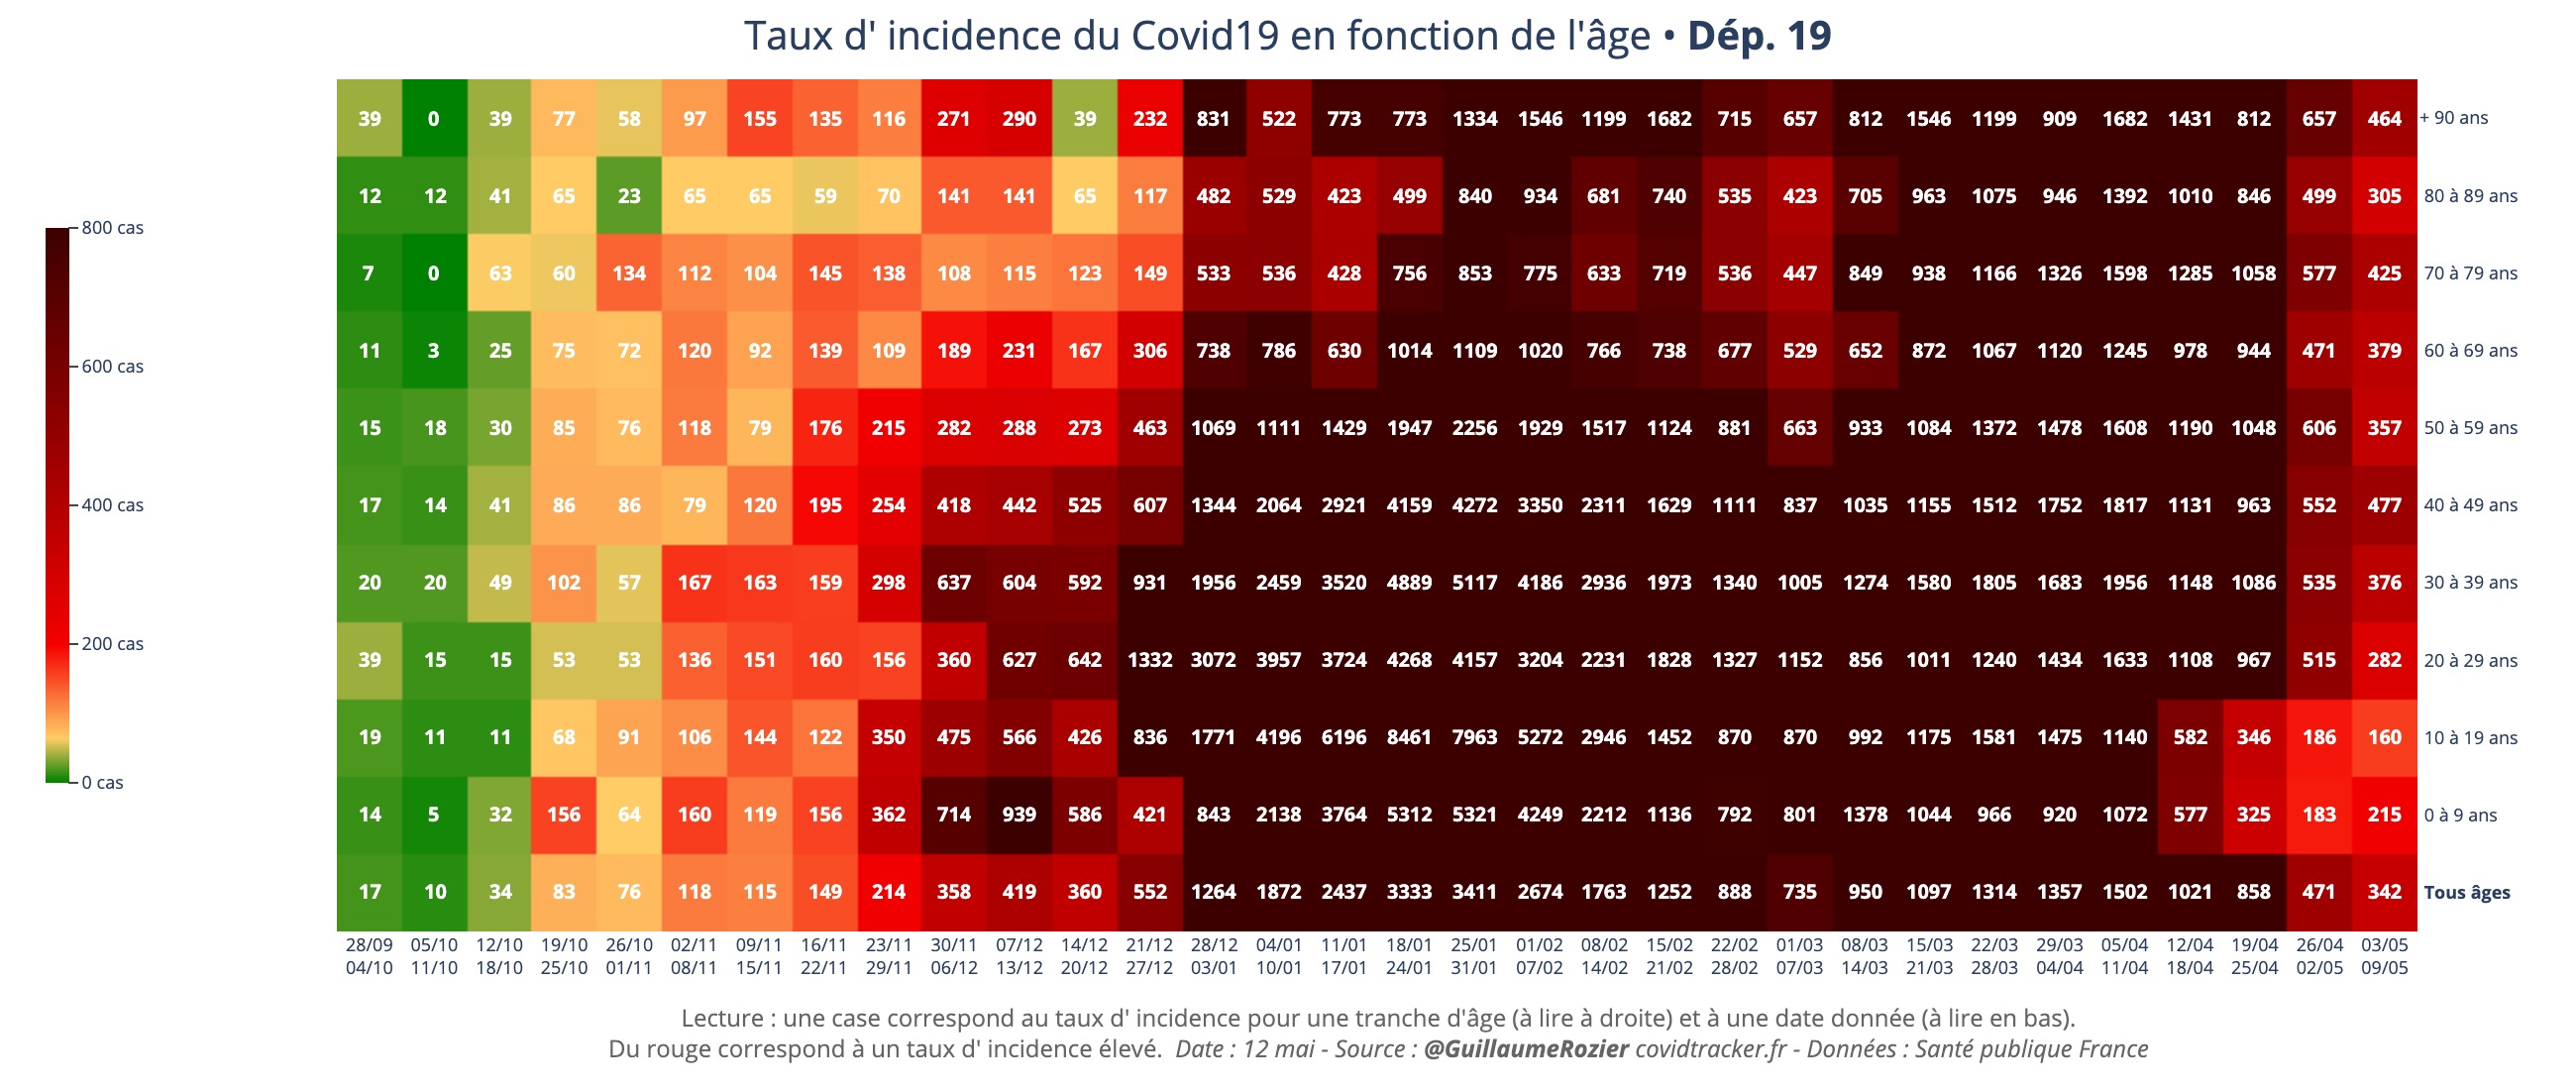 Taux d' incidence du Covid19 en fonction de l'âge • Dép. 19
800 cas
600 cas
400 cas
200 cas
0 cas
39 0 39 77 58 97 155 135 116 271 290 39 232 831 522 773 773 1334 1546 1199 1682 715 657 812 1546 1199 909 1682 1431 812 657 464 + 90 ans
12 12 41 65 23 65 65 59 70 141 141 65 117 482 529 423 499 840 934 681 740 535 423 705 963 1075 946 1392 1010 846 499 305 80 à 89 ans
7 0 63 60 134 112 104 145 138 108 115 123 149 533 536 428 756 853 775 633 719 536 447 849 938 1166 1326 1598 1285 1058 577 425 70 à 79 ans
11 3 25 75 72 120 92 139 109 189 231 167 306 738 786 630 1014 1109 1020 766 738 677 529 652 872 1067 1120 1245 978 944 471 379 60 à 69 ans
15 18 30 85 76 118 79 176 215 282 288 273 463 1069 1111 1429 1947 2256 1929 1517 1124 881 663 933 1084 1372 1478 1608 1190 1048 606 357 50 à 59 ans
17 14 41 86 86 79 120 195 254 418 442 525 607 1344 2064 2921 4159 4272 3350 2311 1629 1111 837 1035 1155 1512 1752 1817 1131 963 552 477 40 à 49 ans
20 20 49 102 57 167 163 159 298 637 604 592 931 1956 2459 3520 4889 5117 4186 2936 1973 1340 1005 1274 1580 1805 1683 1956 1148 1086 535 376 30 à 39 ans
39 15 15 53 53 136 151 160 156 360 627 642 1332 3072 3957 3724 4268 4157 3204 2231 1828 1327 1152 856 1011 1240 1434 1633 1108 967 515 282 20 à 29 ans
19 11 11 68 91 106 144 122 350 475 566 426 836 1771 4196 6196 8461 7963 5272 2946 1452 870 870 992 1175 1581 1475 1140 582 346 186 160 10 à 19 ans
14 5 32 156 64 160 119 156 362 714 939 586 421 843 2138 3764 5312 5321 4249 2212 1136 792 801 1378 1044 966 920 1072 577 325 183 215 0 à 9 ans
17 10 34 83 76 118 115 149 214 358 419 360 552 1264 1872 2437 3333 3411 2674 1763 1252 888 735 950 1097 1314 1357 1502 1021 858 471 342 Tous âges
28/09 05/10 12/10 19/10 26/10 02/11 09/11 16/11 23/11 30/11 07/12 14/12 21/12 28/12 04/01 11/01 18/01 25/01 01/02 08/02 15/02 22/02 01/03 08/03 15/03 22/03 29/03 05/04 12/04 19/04 26/04 03/05
04/10 11/10 18/10 25/10 01/11 08/11 15/11 22/11 29/11 06/12 13/12 20/12 27/12 03/01 10/01 17/01 24/01 31/01 07/02 14/02 21/02 28/02 07/03 14/03 21/03 28/03 04/04 11/04 18/04 25/04 02/05 09/05
Lecture : une case correspond au taux d' incidence pour une tranche d'âge (à lire à droite) et à une date donnée (à lire en bas).
Du rouge correspond à un taux d' incidence élevé. Date : 12 mai - Source : @GuillaumeRozier covidtracker.fr - Données : Santé publique France